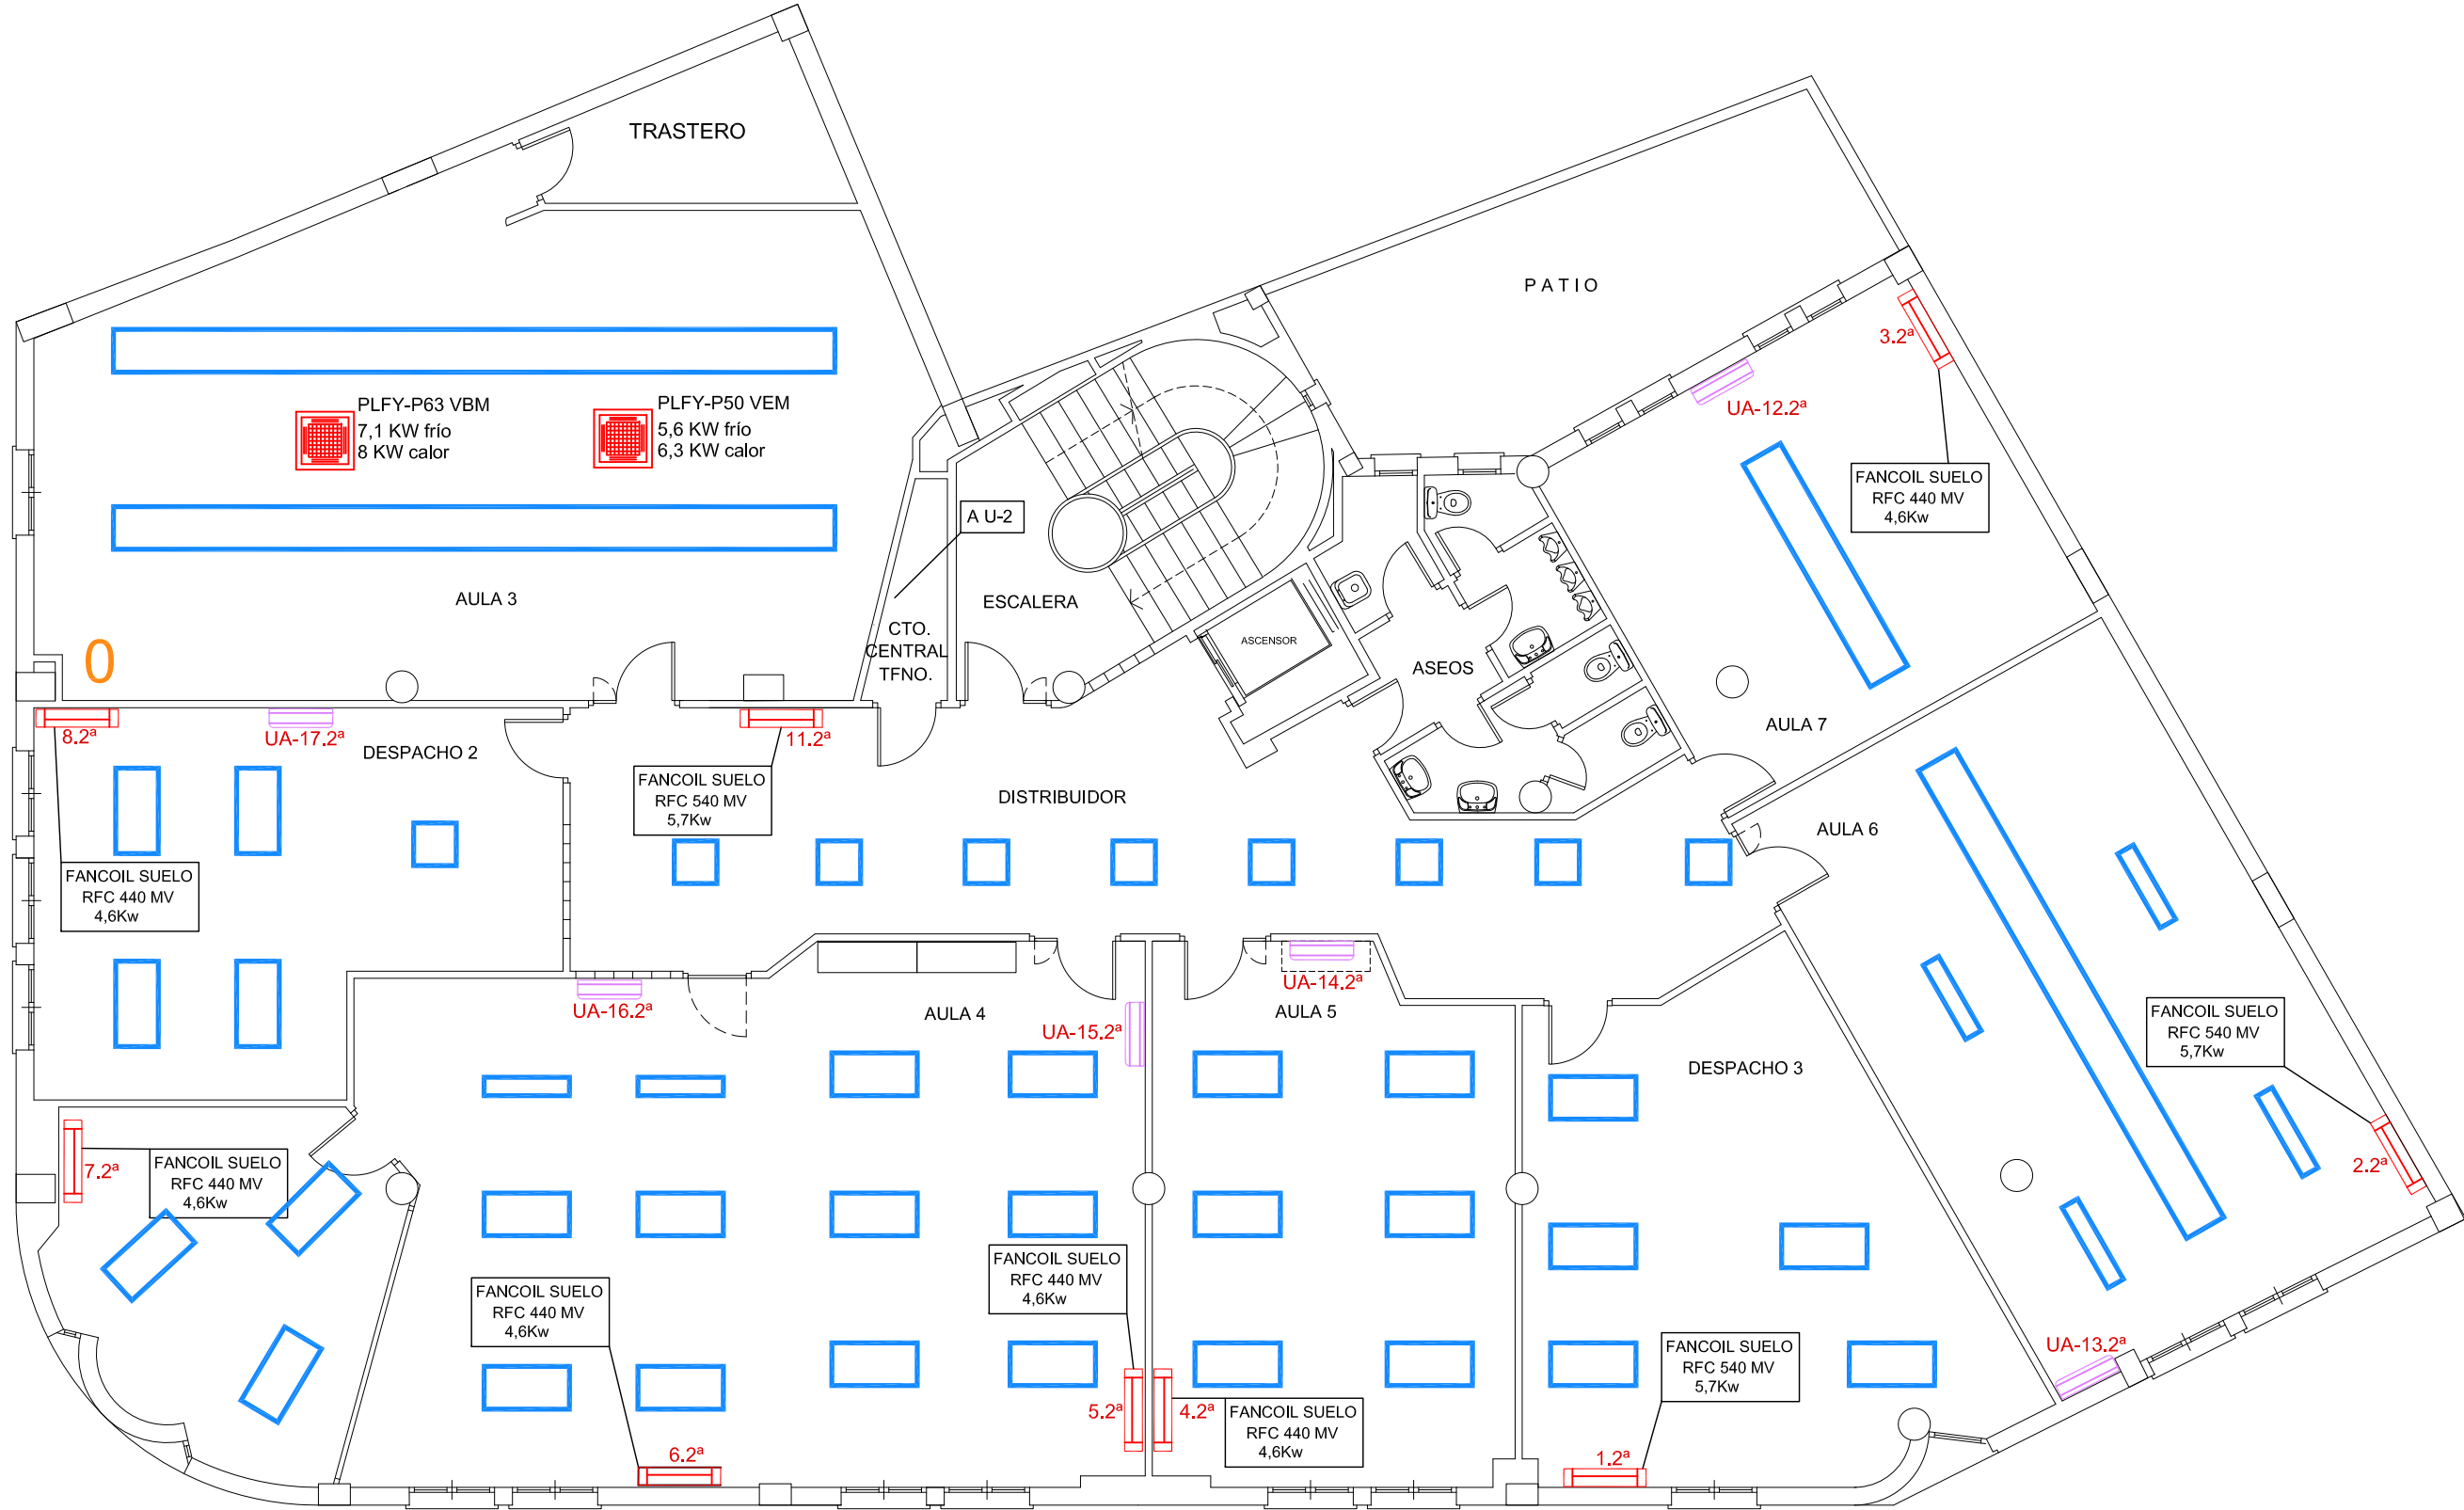 TRASTERO
P A T I O
3.2ª
PLFY-P63 VBM
7,1 KW frío
8 KW calor
PLFY-P50 VEM
5,6 KW frío
6,3 KW calor
UA-12.2ª
FANCOIL SUELO
RFC 440 MV
4,6Kw
A U-2
AULA 3
ESCALERA
CTO.
CENTRAL
TFNO.
ASCENSOR
ASEOS
0
AULA 7
8.2ª
UA-17.2ª
DESPACHO 2
11.2ª
FANCOIL SUELO
RFC 540 MV
5,7Kw
DISTRIBUIDOR
AULA 6
FANCOIL SUELO
RFC 440 MV
4,6Kw
UA-16.2ª
AULA 4
UA-15.2ª
UA-14.2ª
AULA 5
FANCOIL SUELO
RFC 540 MV
5,7Kw
DESPACHO 3
7.2ª
FANCOIL SUELO
RFC 440 MV
4,6Kw
2.2ª
FANCOIL SUELO
RFC 440 MV
4,6Kw
FANCOIL SUELO
RFC 440 MV
4,6Kw
FANCOIL SUELO
RFC 540 MV
5,7Kw
UA-13.2ª
5.2ª
4.2ª
FANCOIL SUELO
RFC 440 MV
4,6Kw
6.2ª
1.2ª